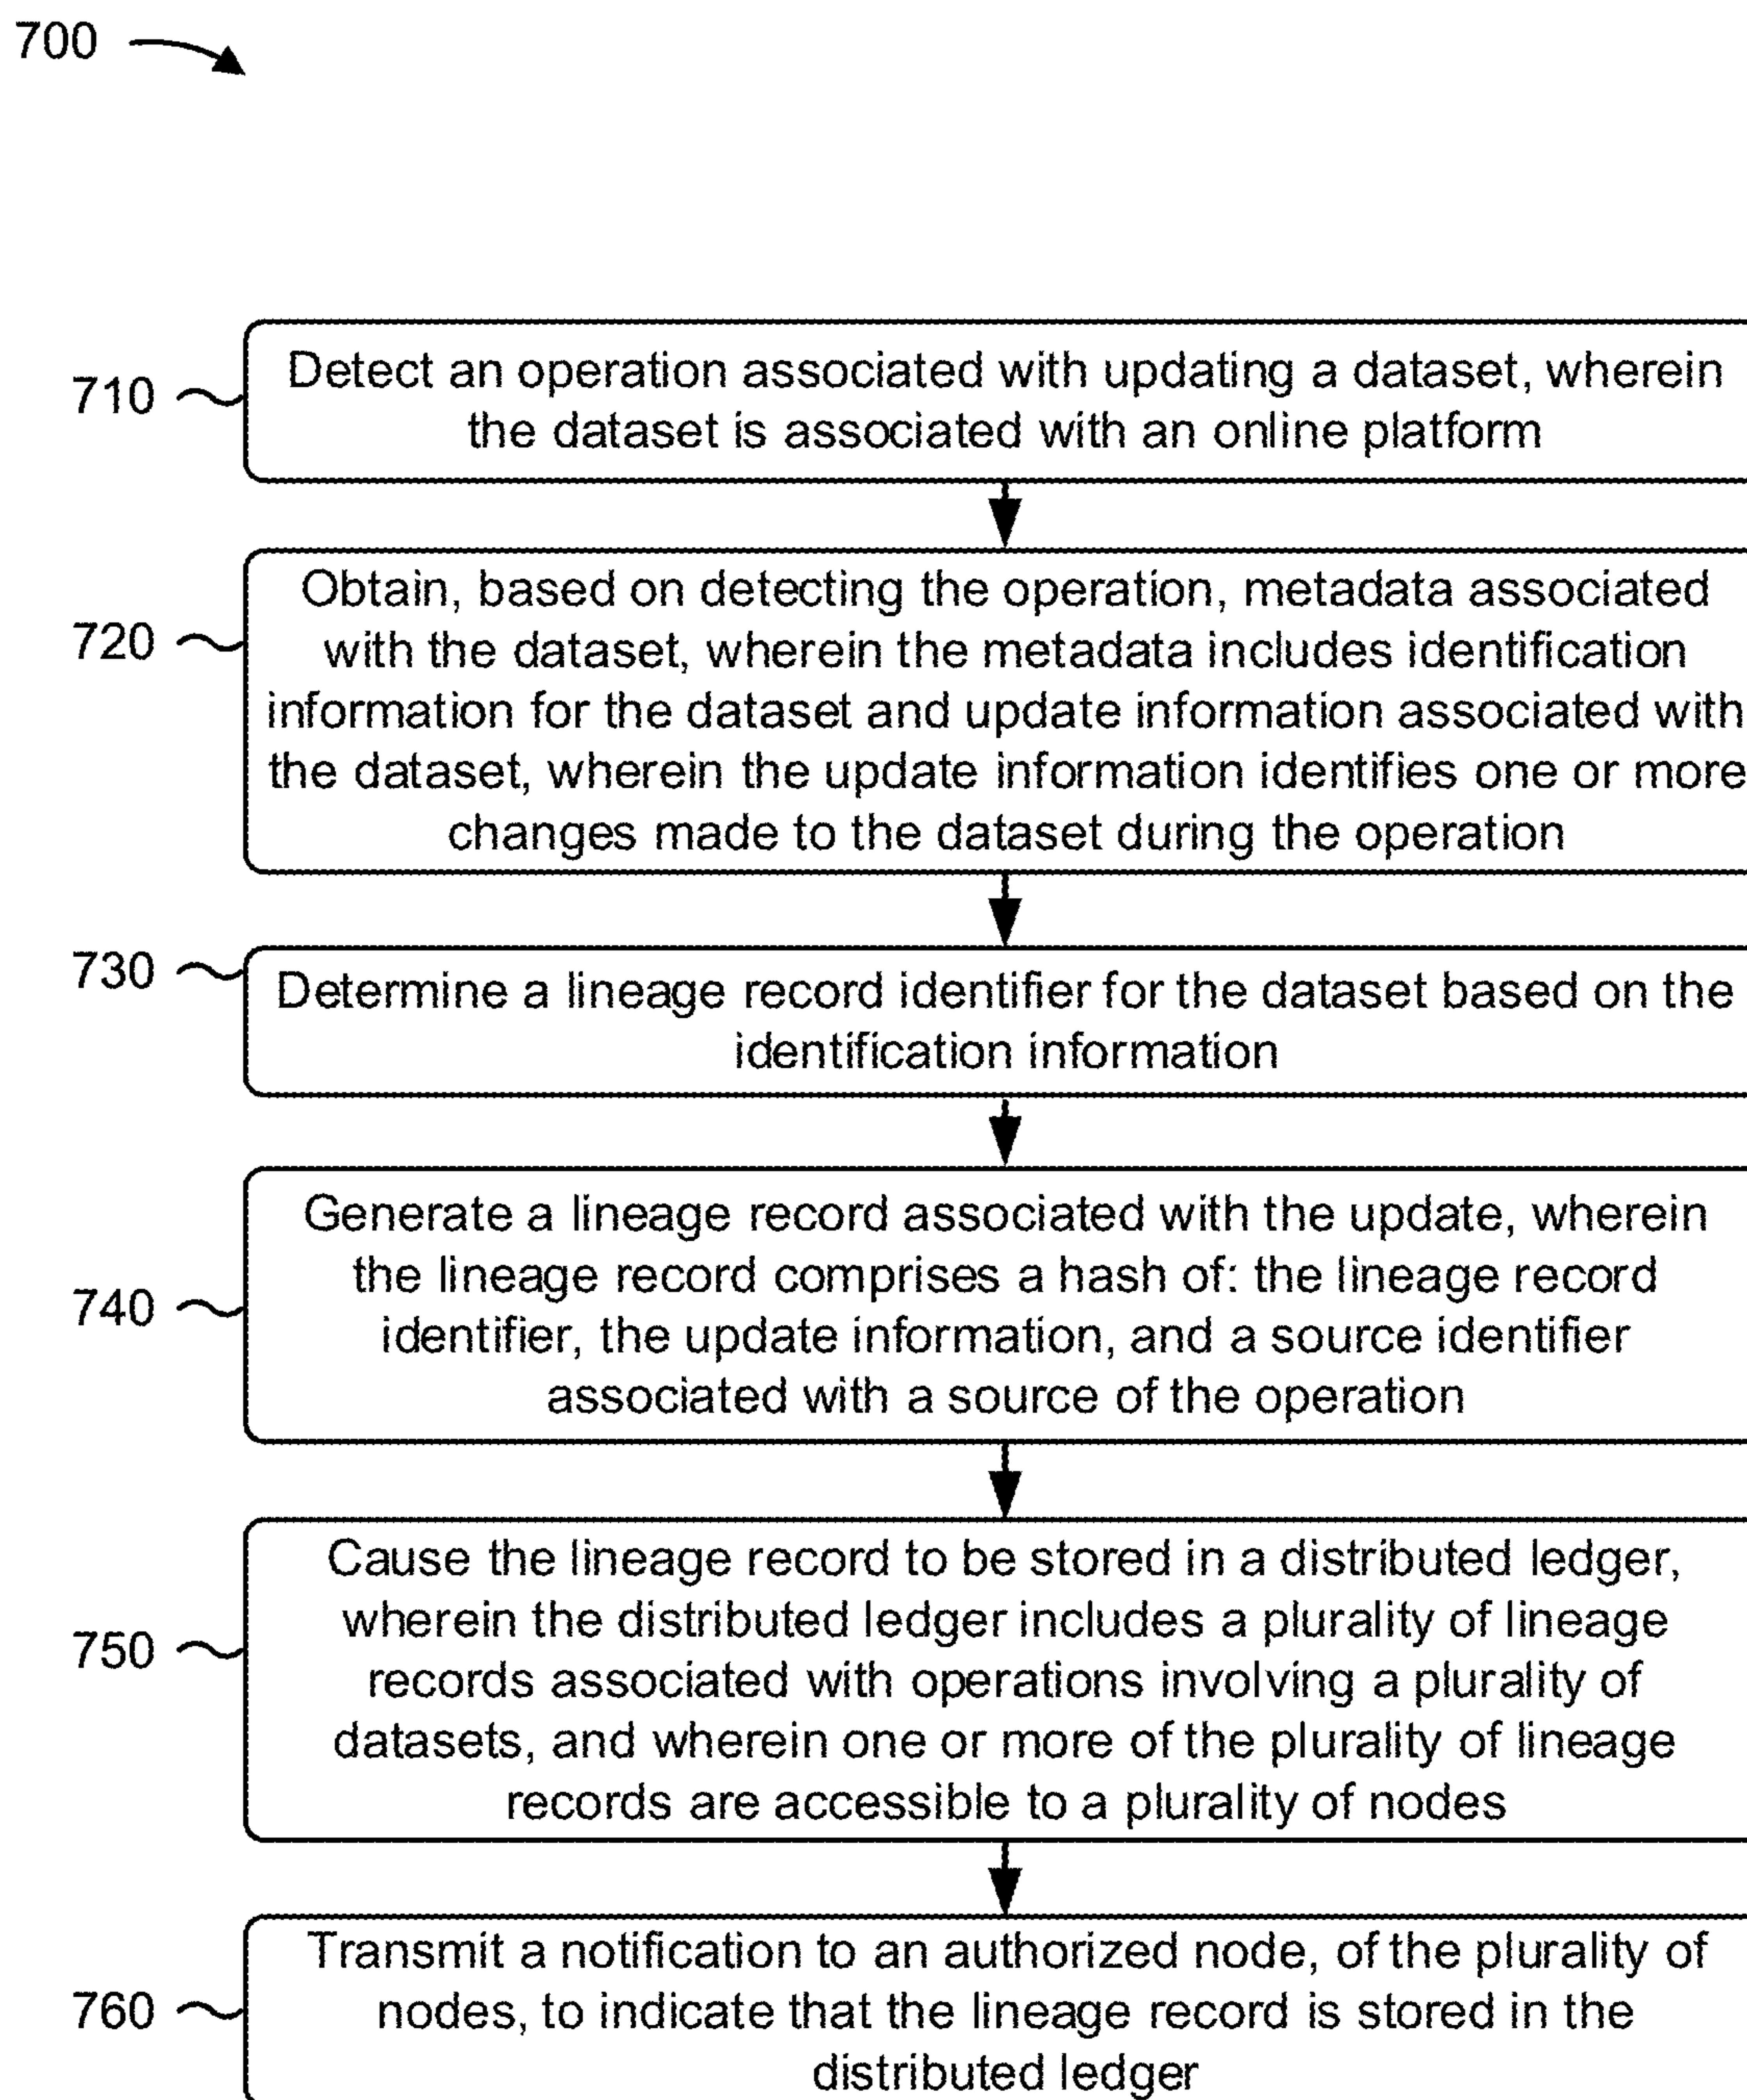 700
710
Detect an operation associated with updating a dataset, wherein
the dataset is associated with an online platform
720
Obtain, based on detecting the operation, metadata associated
with the dataset, wherein the metadata includes identification
information for the dataset and update information associated with
the dataset, wherein the update information identifies one or more
changes made to the dataset during the operation
730
Determine a lineage record identifier for the dataset based on the
identification information
740
Generate a lineage record associated with the update, wherein
the lineage record comprises a hash of: the lineage record
identifier, the update information, and a source identifier
associated with a source of the operation
750
Cause the lineage record to be stored in a distributed ledger,
wherein the distributed ledger includes a plurality of lineage
records associated with operations involving a plurality of
datasets, and wherein one or more of the plurality of lineage
records are accessible to a plurality of nodes
760
Transmit a notification to an authorized node, of the plurality of
nodes, to indicate that the lineage record is stored in the
distributed ledger